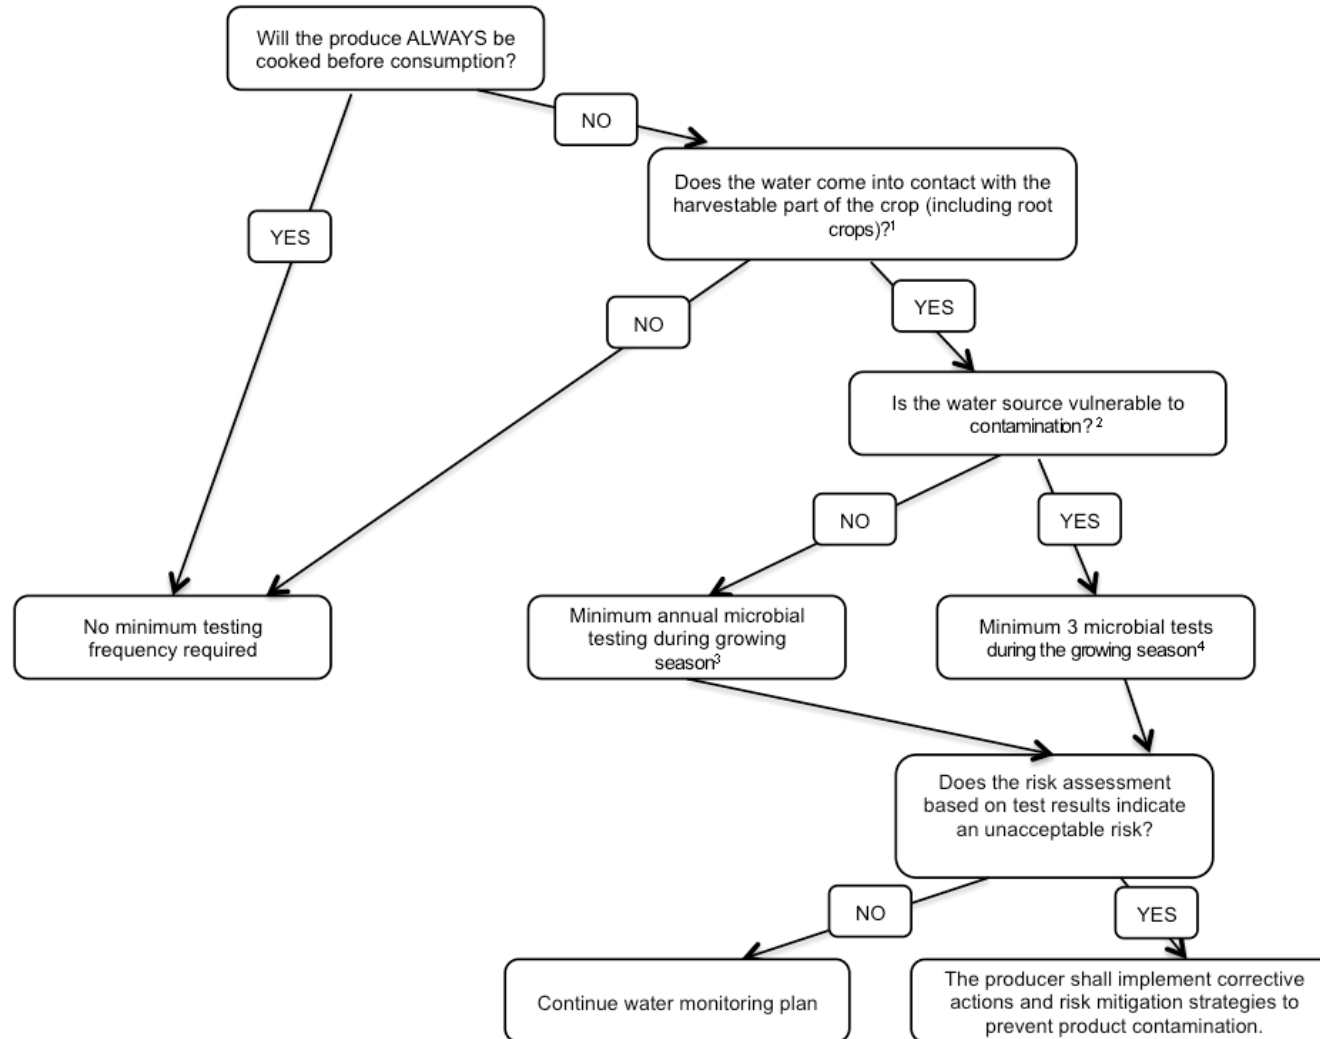 Will the produce ALWAYS be
cooked before consumption?
NO
Does the water come into contact with the
harvestable part of the crop (including root
crops)?¹
YES
NO
YES
Is the water source vulnerable to
contamination? ²
NO
YES
No minimum testing
frequency required
Minimum annual microbial
testing during growing
season³
Minimum 3 microbial tests
during the growing season⁴
Does the risk assessment
based on test results indicate
an unacceptable risk?
NO
YES
Continue water monitoring plan
The producer shall implement corrective
actions and risk mitigation strategies to
prevent product contamination.